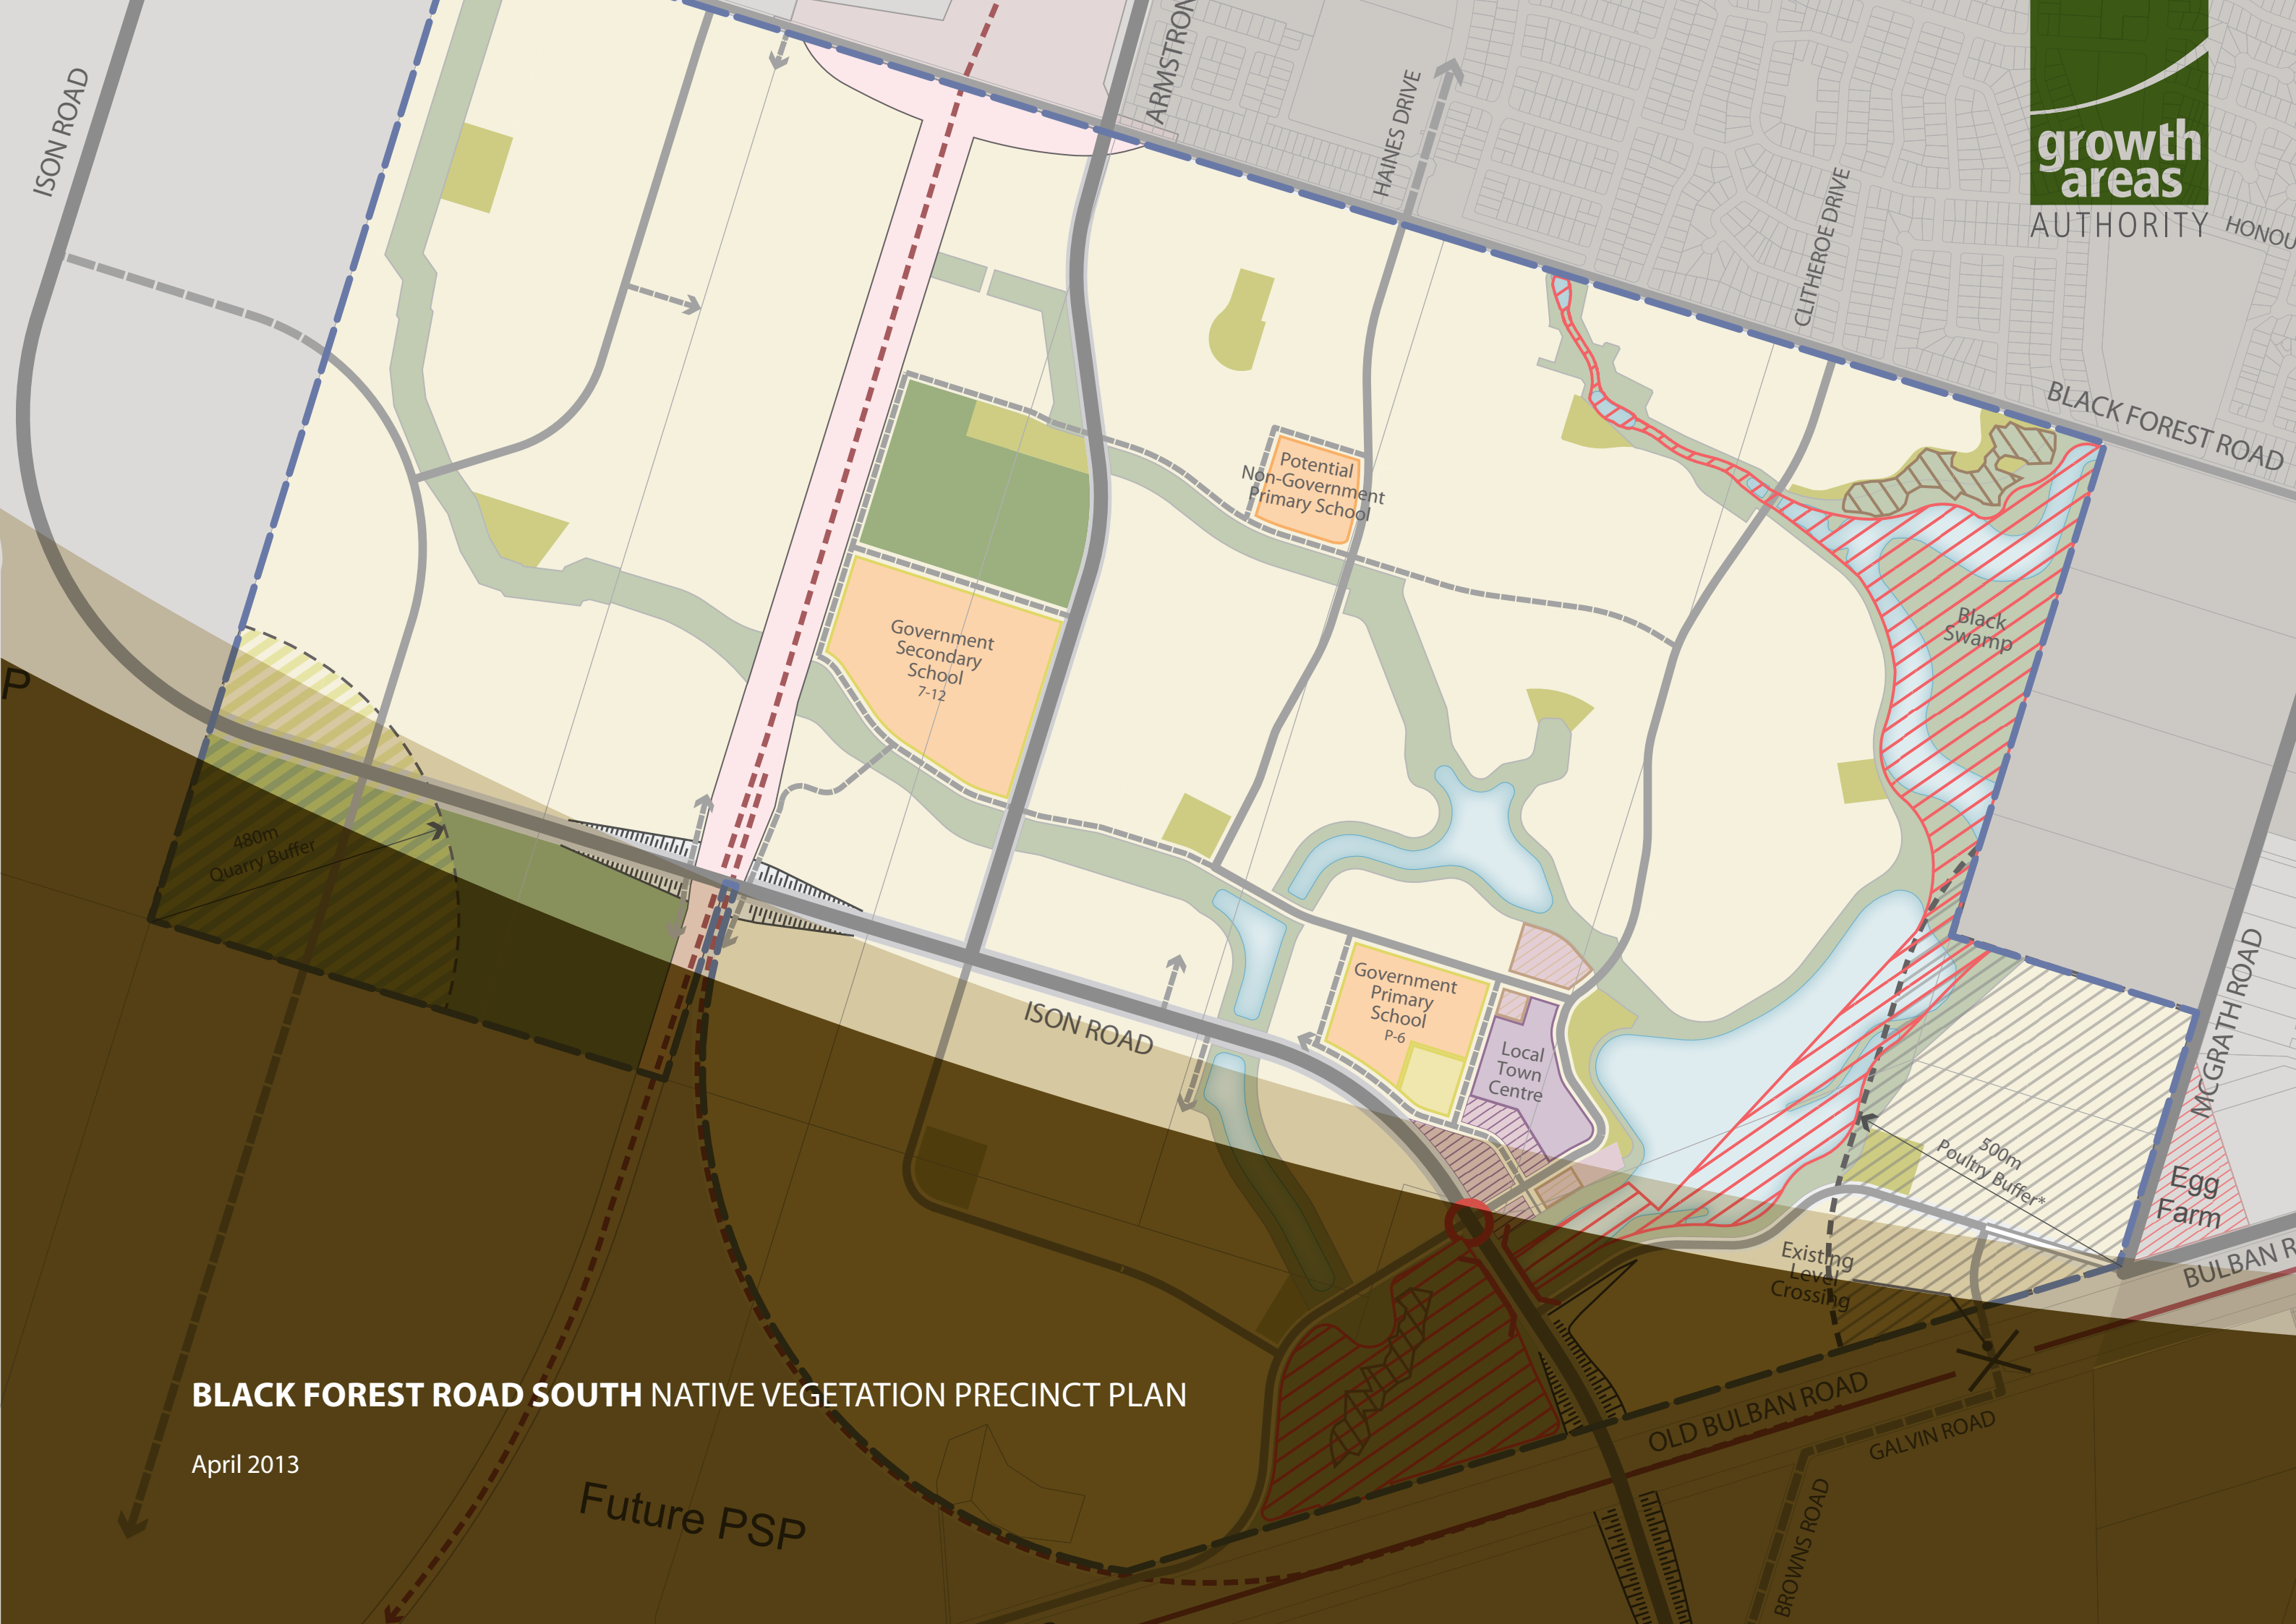 ISON ROAD
HAINES DRIVE
CLITHEROE DRIVE
growth
areas
AUTHORITY
BLACK FOREST ROAD
Potential
Non-Government
Primary School
Government
Secondary
School
7-12
Black
Swamp
P
480m
Quarry Buffer
ISON ROAD
Government
Primary
School
P-6
Local
Town
Centre
MCGRATH ROAD
500m
Poultry Buffer*
Egg
Farm
Existing
Level
Crossing
BULBAN R
OLD BULBAN ROAD
GALVIN ROAD
BROWNS ROAD
BLACK FOREST ROAD SOUTH NATIVE VEGETATION PRECINCT PLAN
April 2013
Future PSP